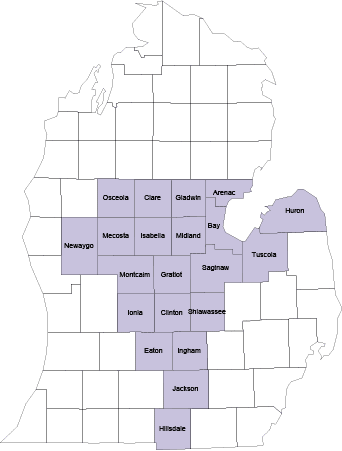 Arenac
Osceola
Clare
Gladwin
Huron
Bay
Mecosta
Isabella
Midland
Newaygo
Tuscola
Saginaw
Montcaim
Gratiot
Ionia
Clinton
Shiawassee
Eaton
Ingham
Jackson
Hillsdale